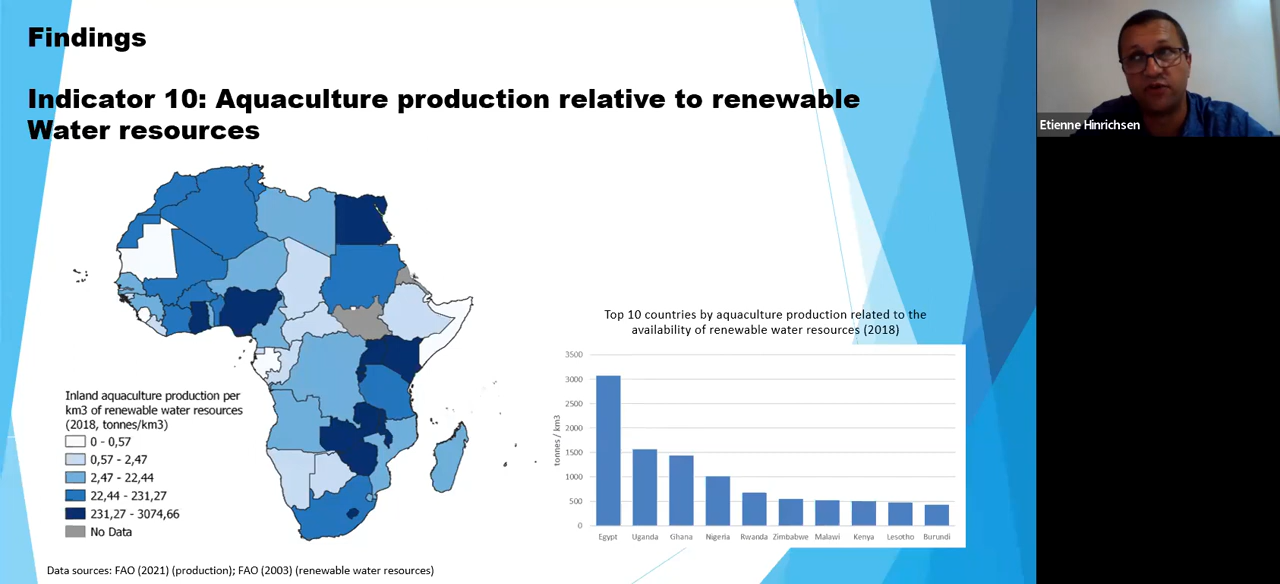 Findings
Indicator 10: Aquaculture production relative to renewable
Water resources
Etienne Hinrichsen
Inland aquaculture production per
km3 of renewable water resources
(2018, tonnes/km3)
0 - 0,57
0,57 - 2,47
2,47 - 22,44
22,44 - 231,27
231,27 - 3074,66
No Data
Top 10 countries by aquaculture production related to the
availability of renewable water resources (2018)
tonnes / km3
3500
3000
2500
2000
1500
1000
500
0
Egypt Uganda Ghana Nigeria Rwanda Zimbabwe Malawi Kenya Lesotho Burundi
Data sources: FAO (2021) (production); FAO (2003) (renewable water resources)